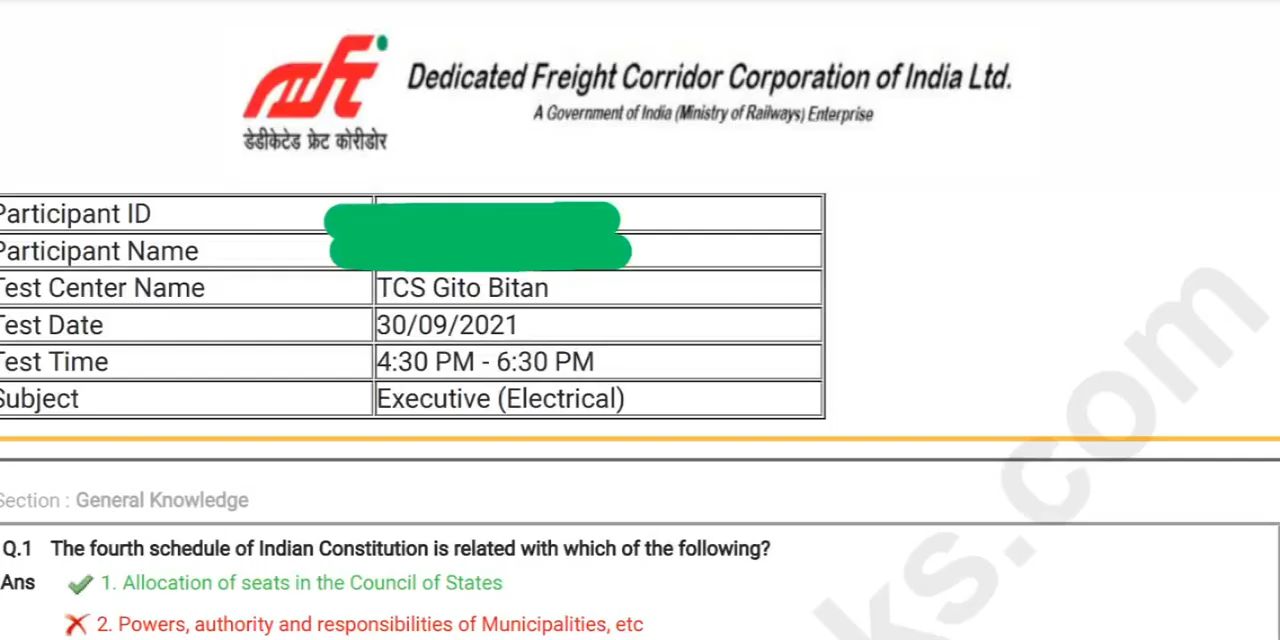 Dedicated Freight Corridor Corporation of India Ltd.
A Government of India (Ministry of Railways) Enterprise
डेडीकेटेड फ्रेट कोरीडोर
Participant ID
Participant Name
Test Center Name TCS Gito Bitan
Test Date 30/09/2021
Test Time 4:30 PM - 6:30 PM
Subject Executive (Electrical)
Section : General Knowledge
Q.1 The fourth schedule of Indian Constitution is related with which of the following?
Ans 1. Allocation of seats in the Council of States
2. Powers, authority and responsibilities of Municipalities, etc
ks.com